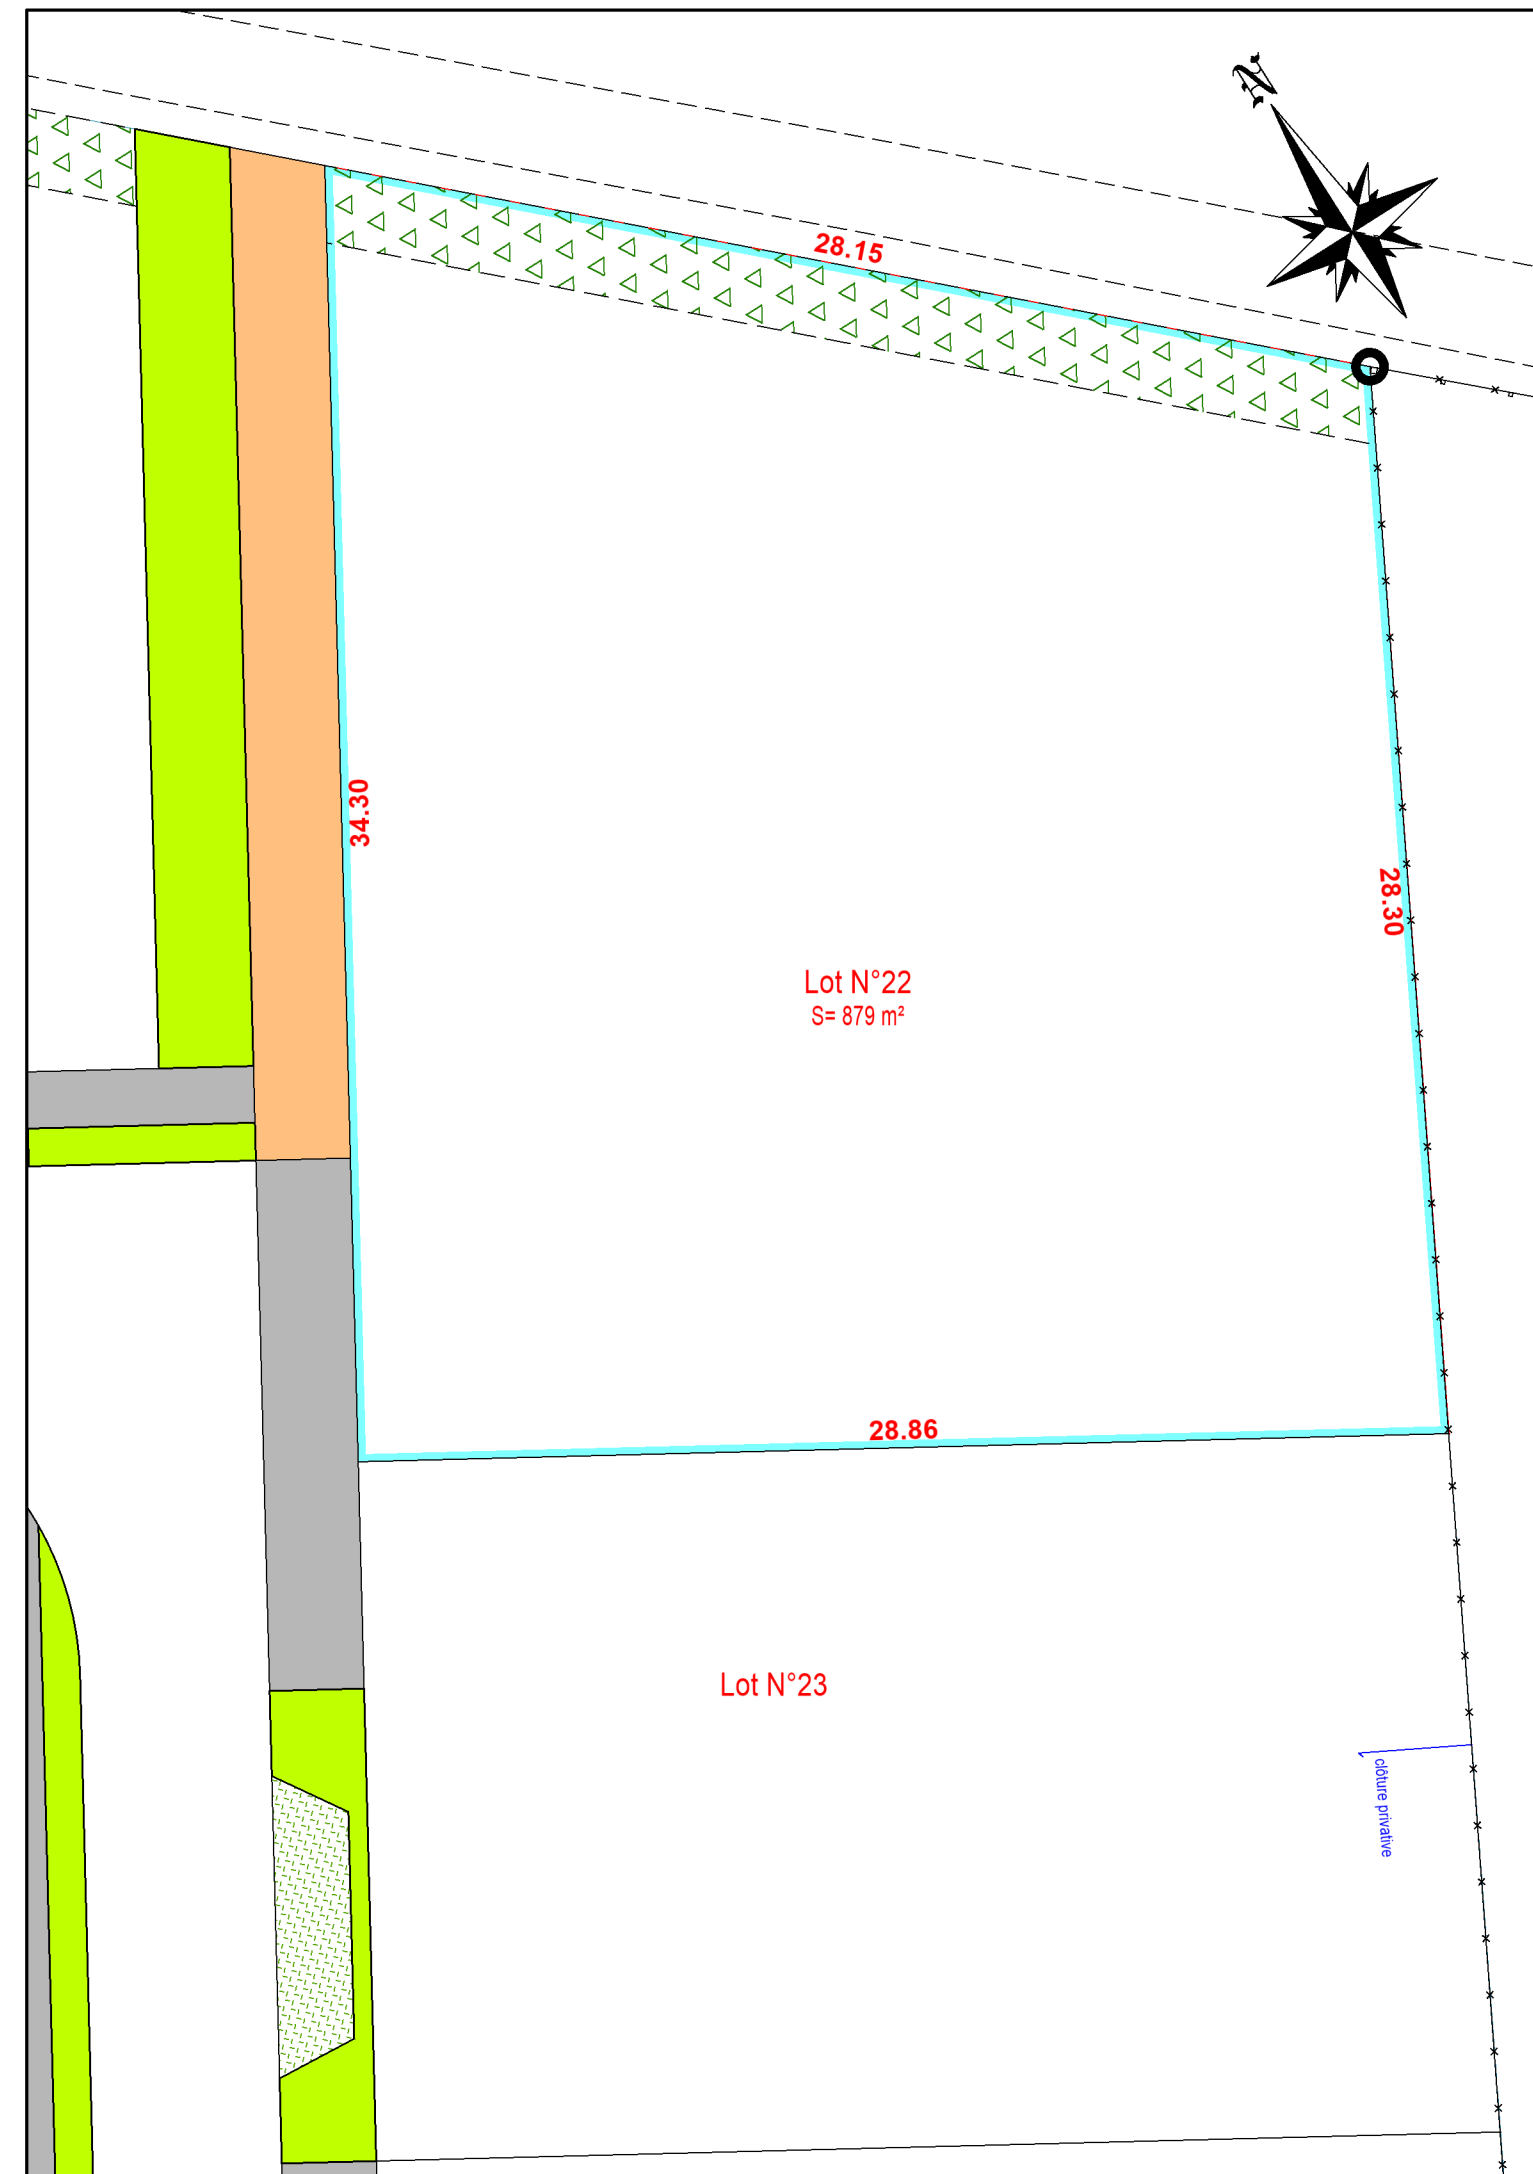 N
28.15
34.30
28.30
Lot N°22
S= 879 m²
28.86
Lot N°23
clôture privative